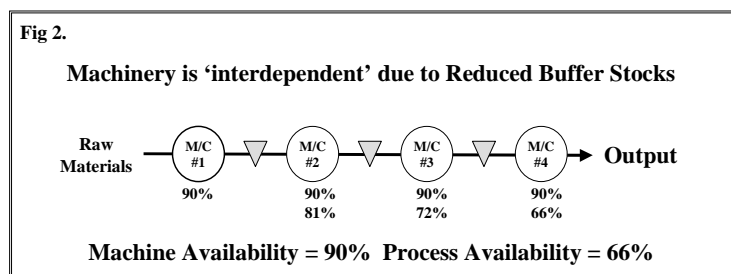 Fig 2.
Machinery is ‘interdependent’ due to Reduced Buffer Stocks
Raw Materials
M/C #1
M/C #2
M/C #3
M/C #4
Output
90% 90% 90% 90%
81% 72% 66%
Machine Availability = 90% Process Availability = 66%